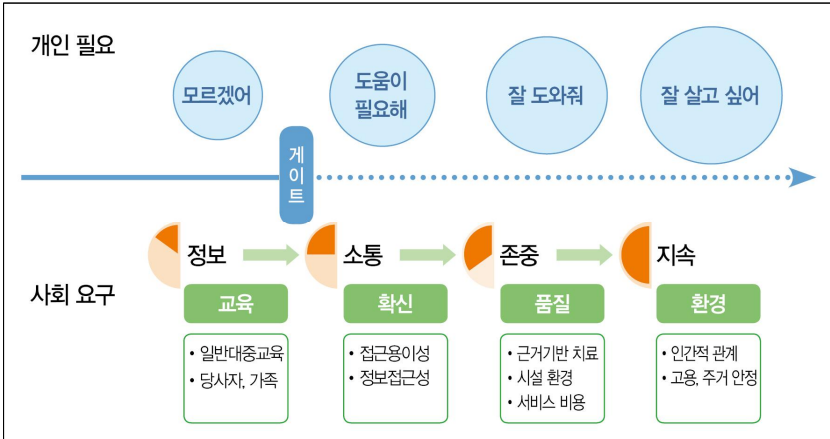 개인 필요
모르겠어
도움이
필요해
잘 도와줘
잘 살고 싶어
게이트
정보
소통
존중
지속
사회 요구
교육
확신
품질
환경
• 일반대중교육
• 당사자, 가족
• 접근용이성
• 정보접근성
• 근거기반 치료
• 시설 환경
• 서비스 비용
• 인간적 관계
• 고용, 주거 안정